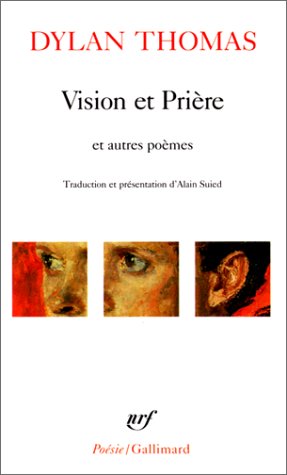 DYLAN THOMAS
Vision et Prière
et autres poèmes
Traduction et présentation d'Alain Suied
nrf
Poésie/Gallimard